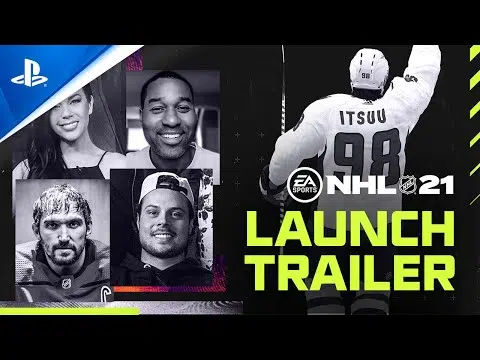 ITSUU
98
EA
SPORTS
NHL 21
LAUNCH
TRAILER